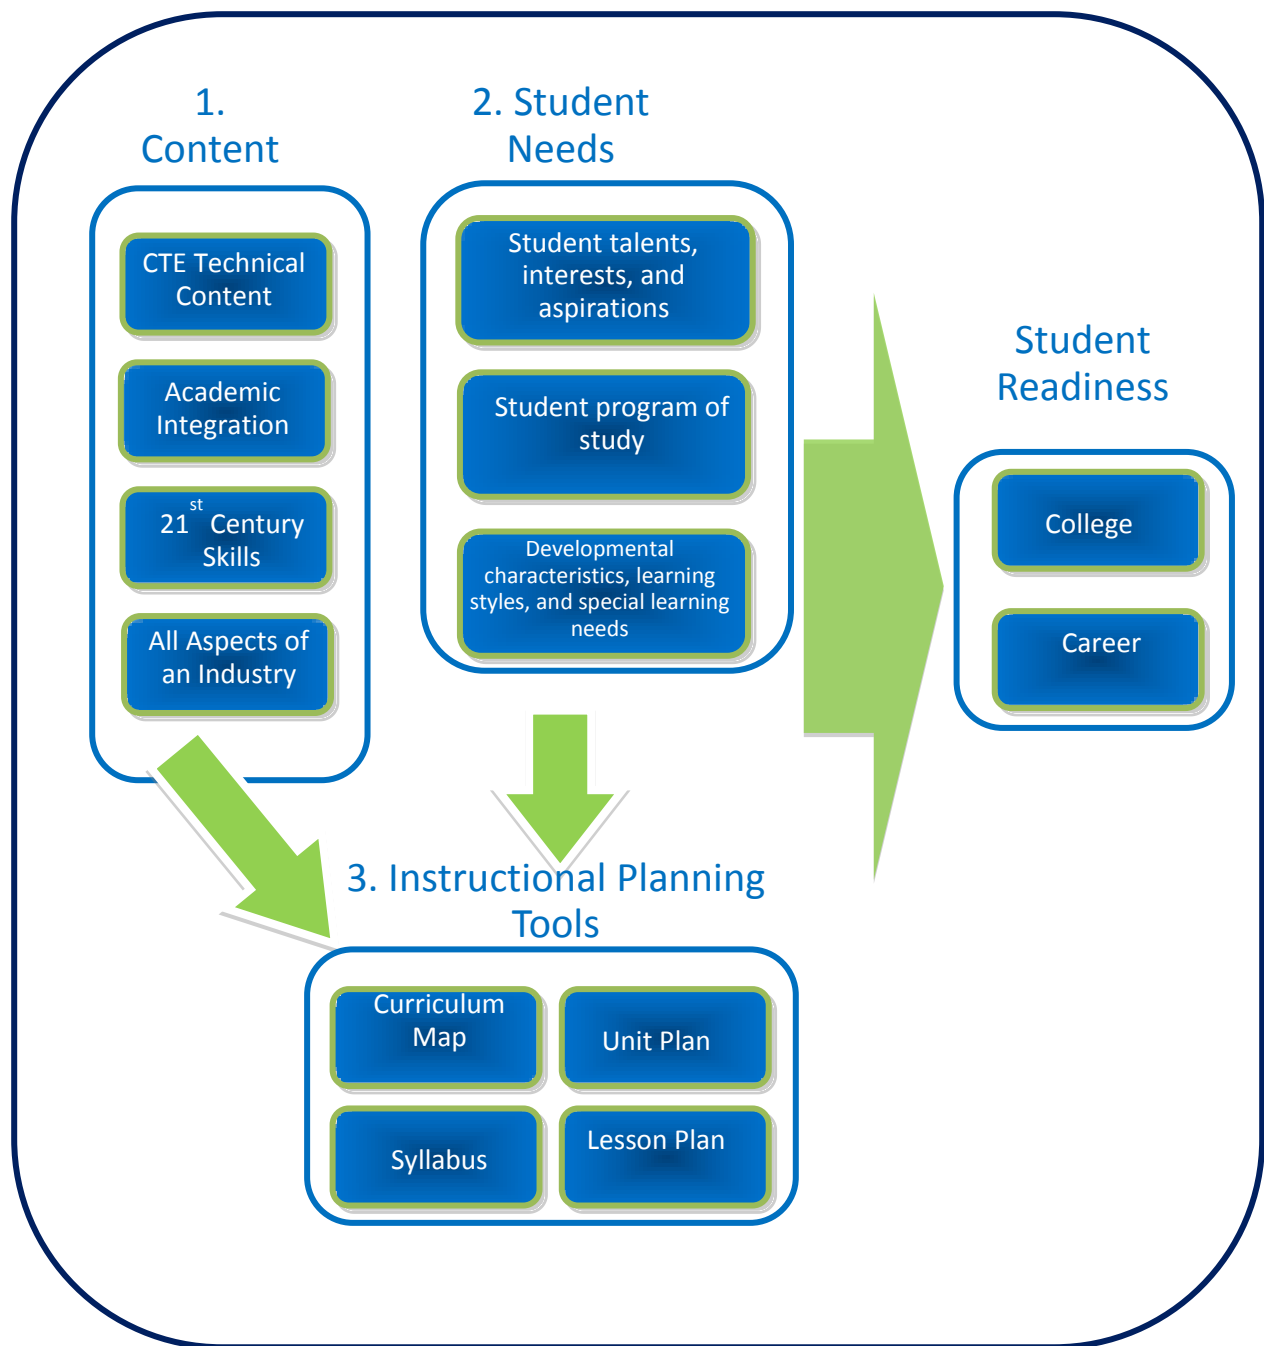 1.
Content
CTE Technical
Content
Academic
Integration
21st Century
Skills
All Aspects of
an Industry
2. Student
Needs
Student talents,
interests, and
aspirations
Student program of
study
Developmental
characteristics, learning
styles, and special learning
needs
Student
Readiness
College
Career
3. Instructional Planning
Tools
Curriculum
Map
Unit Plan
Syllabus
Lesson Plan